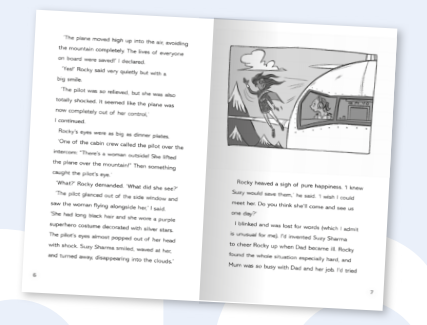 'The plane moved high up into the air, avoiding
the mountain completely. The lives of everyone
on board were saved!' I declared.
'Yes!' Rocky said very quietly but with a
big smile.
'The pilot was so relieved, but she was also
totally shocked. It seemed like the plane was
now completely out of her control,'
I continued.
Rocky's eyes were as big as dinner plates.
'One of the cabin crew called the pilot over the
intercom: "There's a woman outside! She lifted
the plane over the mountain!" Then something
caught the pilot's eye.'
'What?' Rocky demanded. 'What did she see?'
'The pilot glanced out of the side window and
saw the woman flying alongside her,' I said.
'She had long black hair and she wore a purple
superhero costume decorated with silver stars.
The pilot's eyes almost popped out of her head
with shock. Suzy Sharma smiled, waved at her,
and turned away, disappearing into the clouds.'
6
Rocky heaved a sigh of pure happiness. 'I knew
Suzy would save them,' he said. 'I wish I could
meet her. Do you think she'll come and see us
one day?'
I blinked and was lost for words (which I admit
is unusual for me). I'd invented Suzy Sharma
to cheer Rocky up when Dad became ill. Rocky
found the whole situation especially hard, and
Mum was so busy with Dad and her job. I'd tried
7